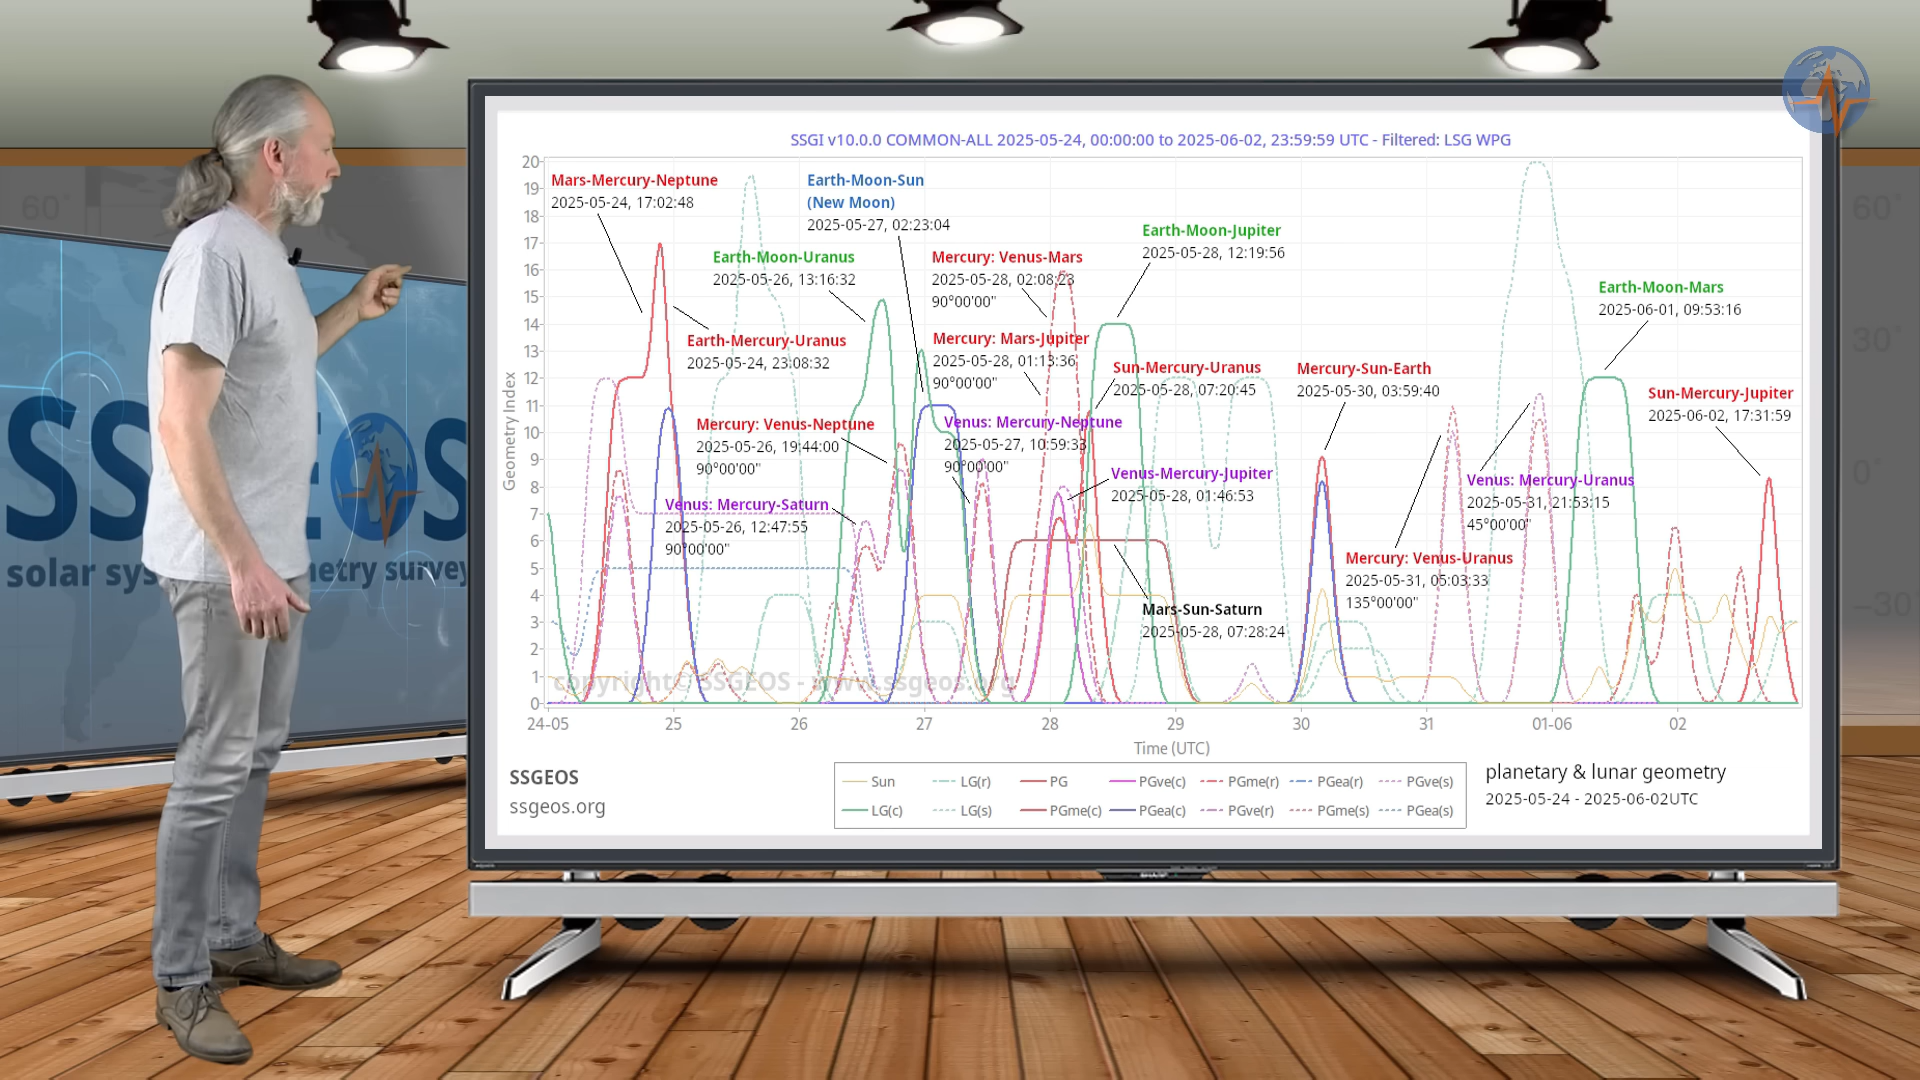 SSGI v10.0.0 COMMON-ALL 2025-05-24, 00:00:00 to 2025-06-02, 23:59:59 UTC - Filtered: LSG WPG
Mars-Mercury-Neptune
2025-05-24, 17:02:48
Earth-Mercury-Uranus
2025-05-24, 23:08:32
Earth-Moon-Uranus
2025-05-26, 13:16:32
Earth-Moon-Sun
(New Moon)
2025-05-27, 02:23:04
Mercury: Venus-Mars
2025-05-28, 02:08:23
90°00'00"
Mercury: Mars-Jupiter
2025-05-28, 01:13:36
90°00'00"
Earth-Moon-Jupiter
2025-05-28, 12:19:56
Sun-Mercury-Uranus
2025-05-28, 07:20:45
Mercury-Sun-Earth
2025-05-30, 03:59:40
Earth-Moon-Mars
2025-06-01, 09:53:16
Sun-Mercury-Jupiter
2025-06-02, 17:31:59
Mercury: Venus-Neptune
2025-05-26, 19:44:00
90°00'00"
Venus: Mercury-Saturn
2025-05-26, 12:47:55
90°00'00"
Venus: Mercury-Neptune
2025-05-27, 10:59:33
90°00'00"
Venus-Mercury-Jupiter
2025-05-28, 01:46:53
Venus: Mercury-Uranus
2025-05-31, 21:53:15
45°00'00"
Mercury: Venus-Uranus
2025-05-31, 05:03:33
135°00'00"
Mars-Sun-Saturn
2025-05-28, 07:28:24
copyright© SSGEOS - www.ssgeos.org
Geometry Index
20
19
18
17
16
15
14
13
12
11
10
9
8
7
6
5
4
3
2
1
0
24-05 25 26 27 28 29 30 31 01-06 02
Time (UTC)
SSGEOS
ssgeos.org
Sun LG(r) PG PGve(c) PGme(r) PGea(r) PGve(s)
LG(c) LG(s) PGme(c) PGea(c) PGve(r) PGme(s) PGea(s)
planetary & lunar geometry
2025-05-24 - 2025-06-02UTC
SHARP
60°
60°
30°
0°
−30°